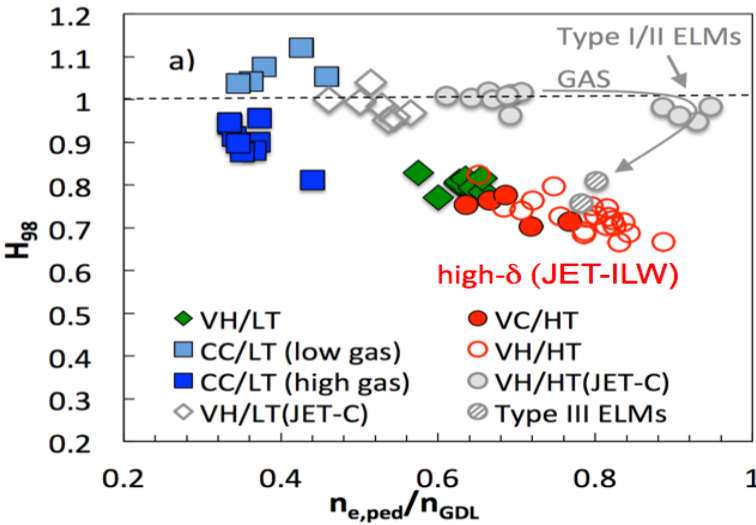 1.2
1.1
1
0.9
0.8
0.7
0.6
0.5
0.4
0.3
0.2
H98
a)
Type I/II ELMs
GAS
high-δ (JET-ILW)
VH/LT
CC/LT (low gas)
CC/LT (high gas)
VH/LT(JET-C)
VC/HT
VH/HT
VH/HT(JET-C)
Type III ELMs
0.2 0.4 0.6 0.8 1
ne,ped/nGDL